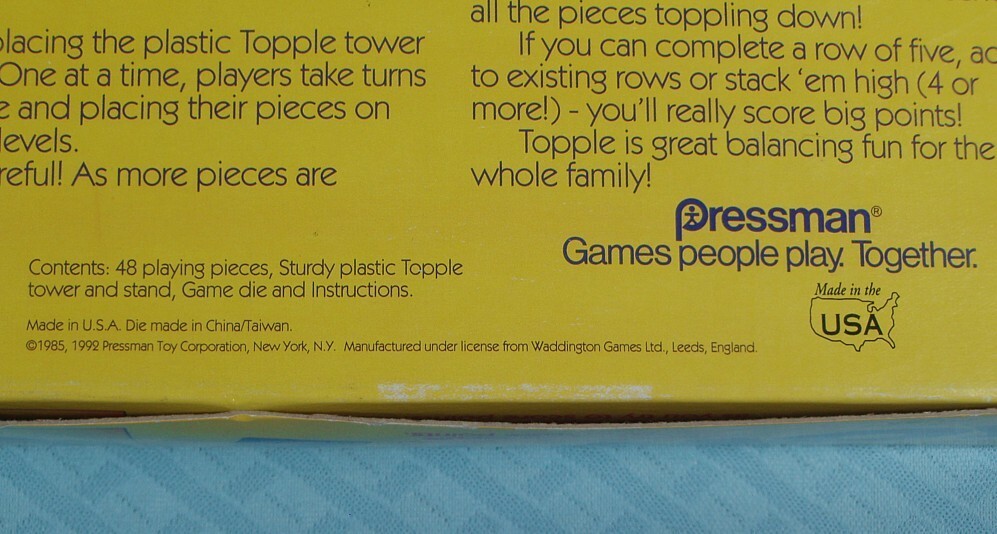 placing the plastic Topple tower
One at a time, players take turns
e and placing their pieces on
levels.
reful! As more pieces are
all the pieces toppling down!
If you can complete a row of five, ad
to existing rows or stack 'em high (4 or
more!) - you'll really score big points!
Topple is great balancing fun for the
whole family!
Pressman®
Games people play. Together.
Made in the
USA
Contents: 48 playing pieces, Sturdy plastic Topple
tower and stand, Game die and Instructions.
Made in U.S.A. Die made in China/Taiwan.
©1985, 1992 Pressman Toy Corporation, New York, N.Y. Manufactured under license from Waddington Games Ltd., Leeds, England.